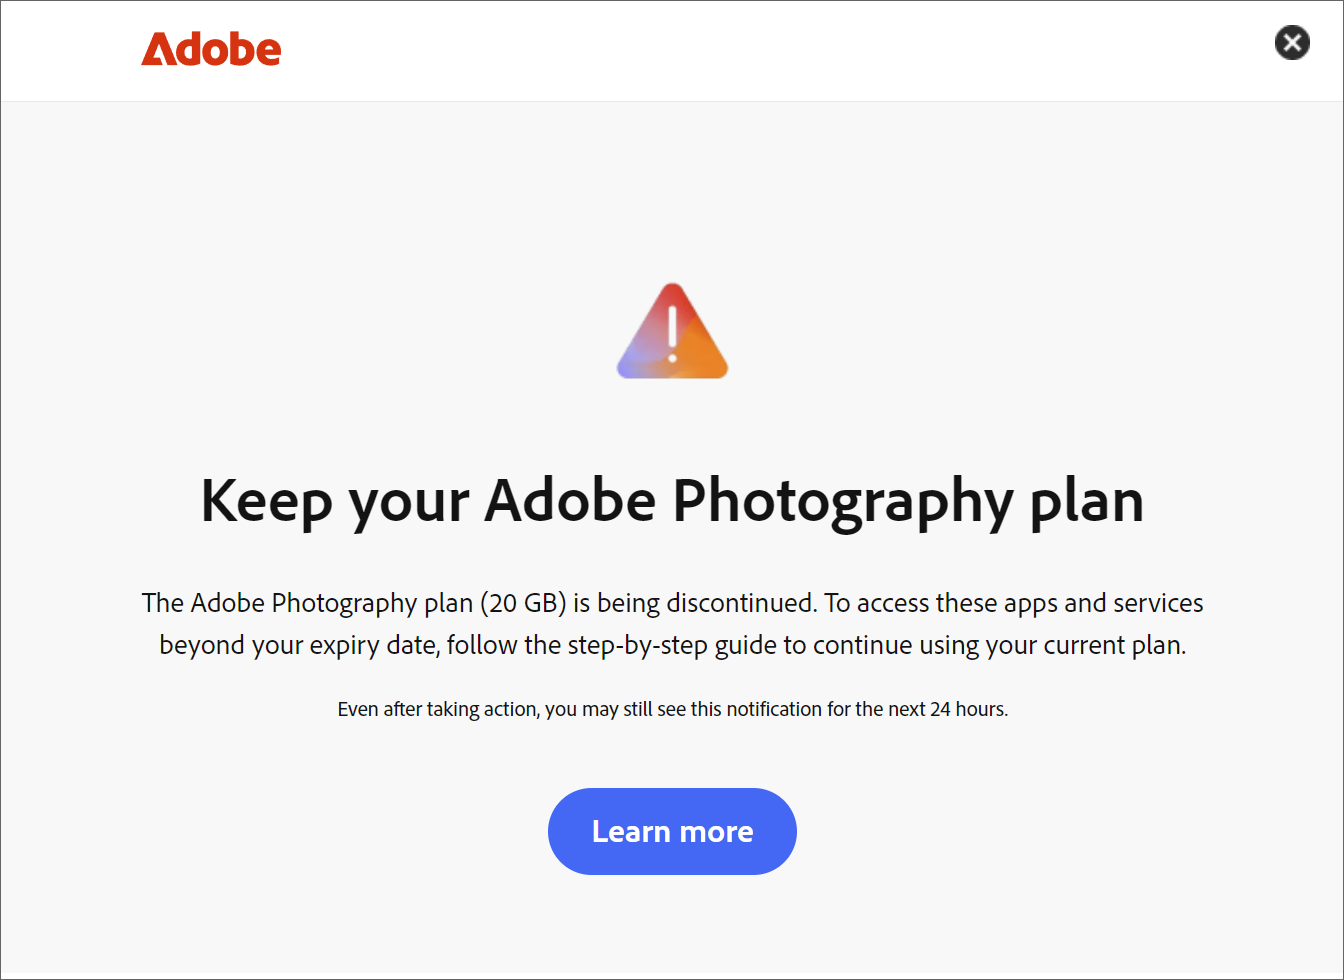 Adobe
Keep your Adobe Photography plan
The Adobe Photography plan (20 GB) is being discontinued. To access these apps and services
beyond your expiry date, follow the step-by-step guide to continue using your current plan.
Even after taking action, you may still see this notification for the next 24 hours.
Learn more